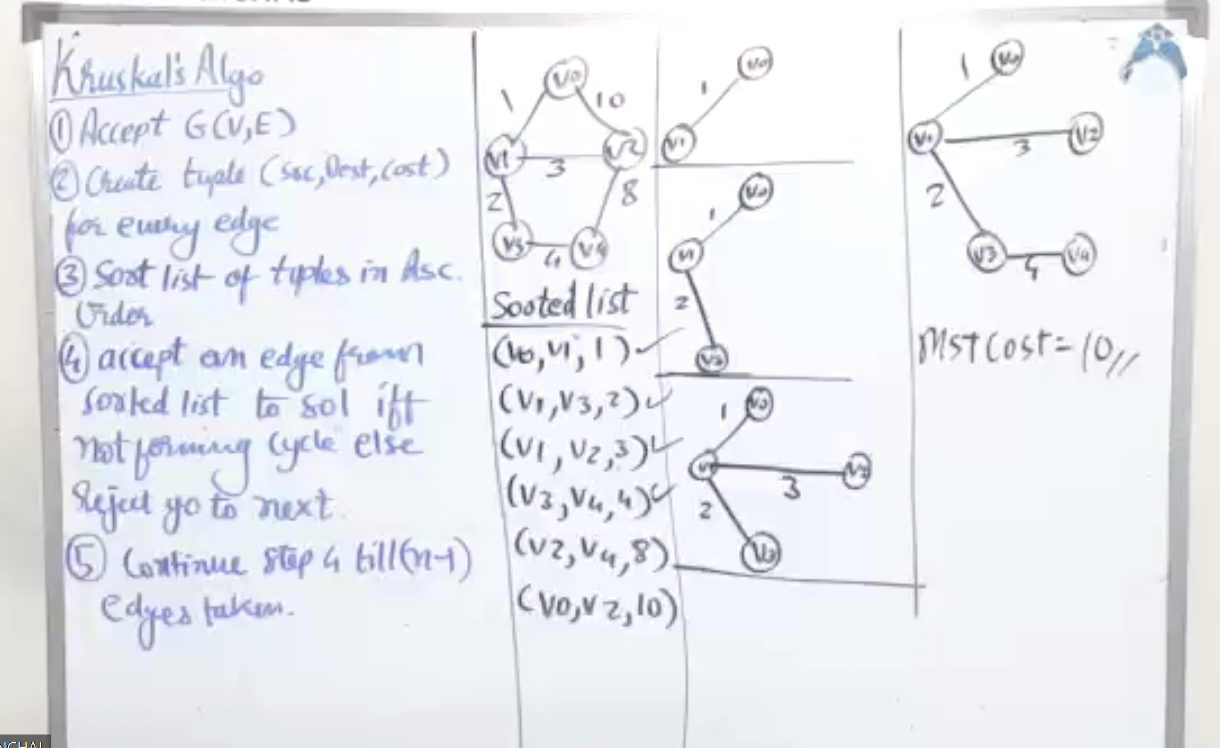 Kruskal's Algo
① Accept G(V,E)
② Create tuple (Src, Dest, Cost)
for every edge
③ Sort list of tuples in Asc.
Order
④ accept an edge from
sorted list to sol iff
not forming cycle else
Reject go to next.
⑤ Continue step 4 till (n-1)
edges taken.
V0
1
10
V1
3
V2
2
8
V3
4
V4
Sorted list
(V0, V1, 1) ✓
(V1, V3, 2) ✓
(V1, V2, 3) ✓
(V3, V4, 4) ✓
(V2, V4, 8)
(V0, V2, 10)
V0
1
V1
V0
1
V1
2
V3
V0
1
V1
V2
3
2
V3
V0
1
V1
V2
3
2
V3
4
V4
MST Cost = 10//